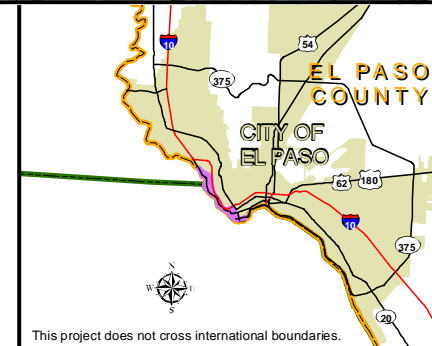 10
54
375
EL PASO
COUNTY
CITY OF
EL PASO
62
180
10
375
N
W
E
S
20
This project does not cross international boundaries.